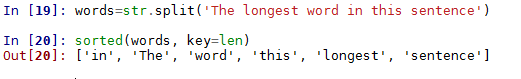 In [19]: words=str.split('The longest word in this sentence')
In [20]: sorted(words, key=len)
Out[20]: ['in', 'The', 'word', 'this', 'longest', 'sentence']